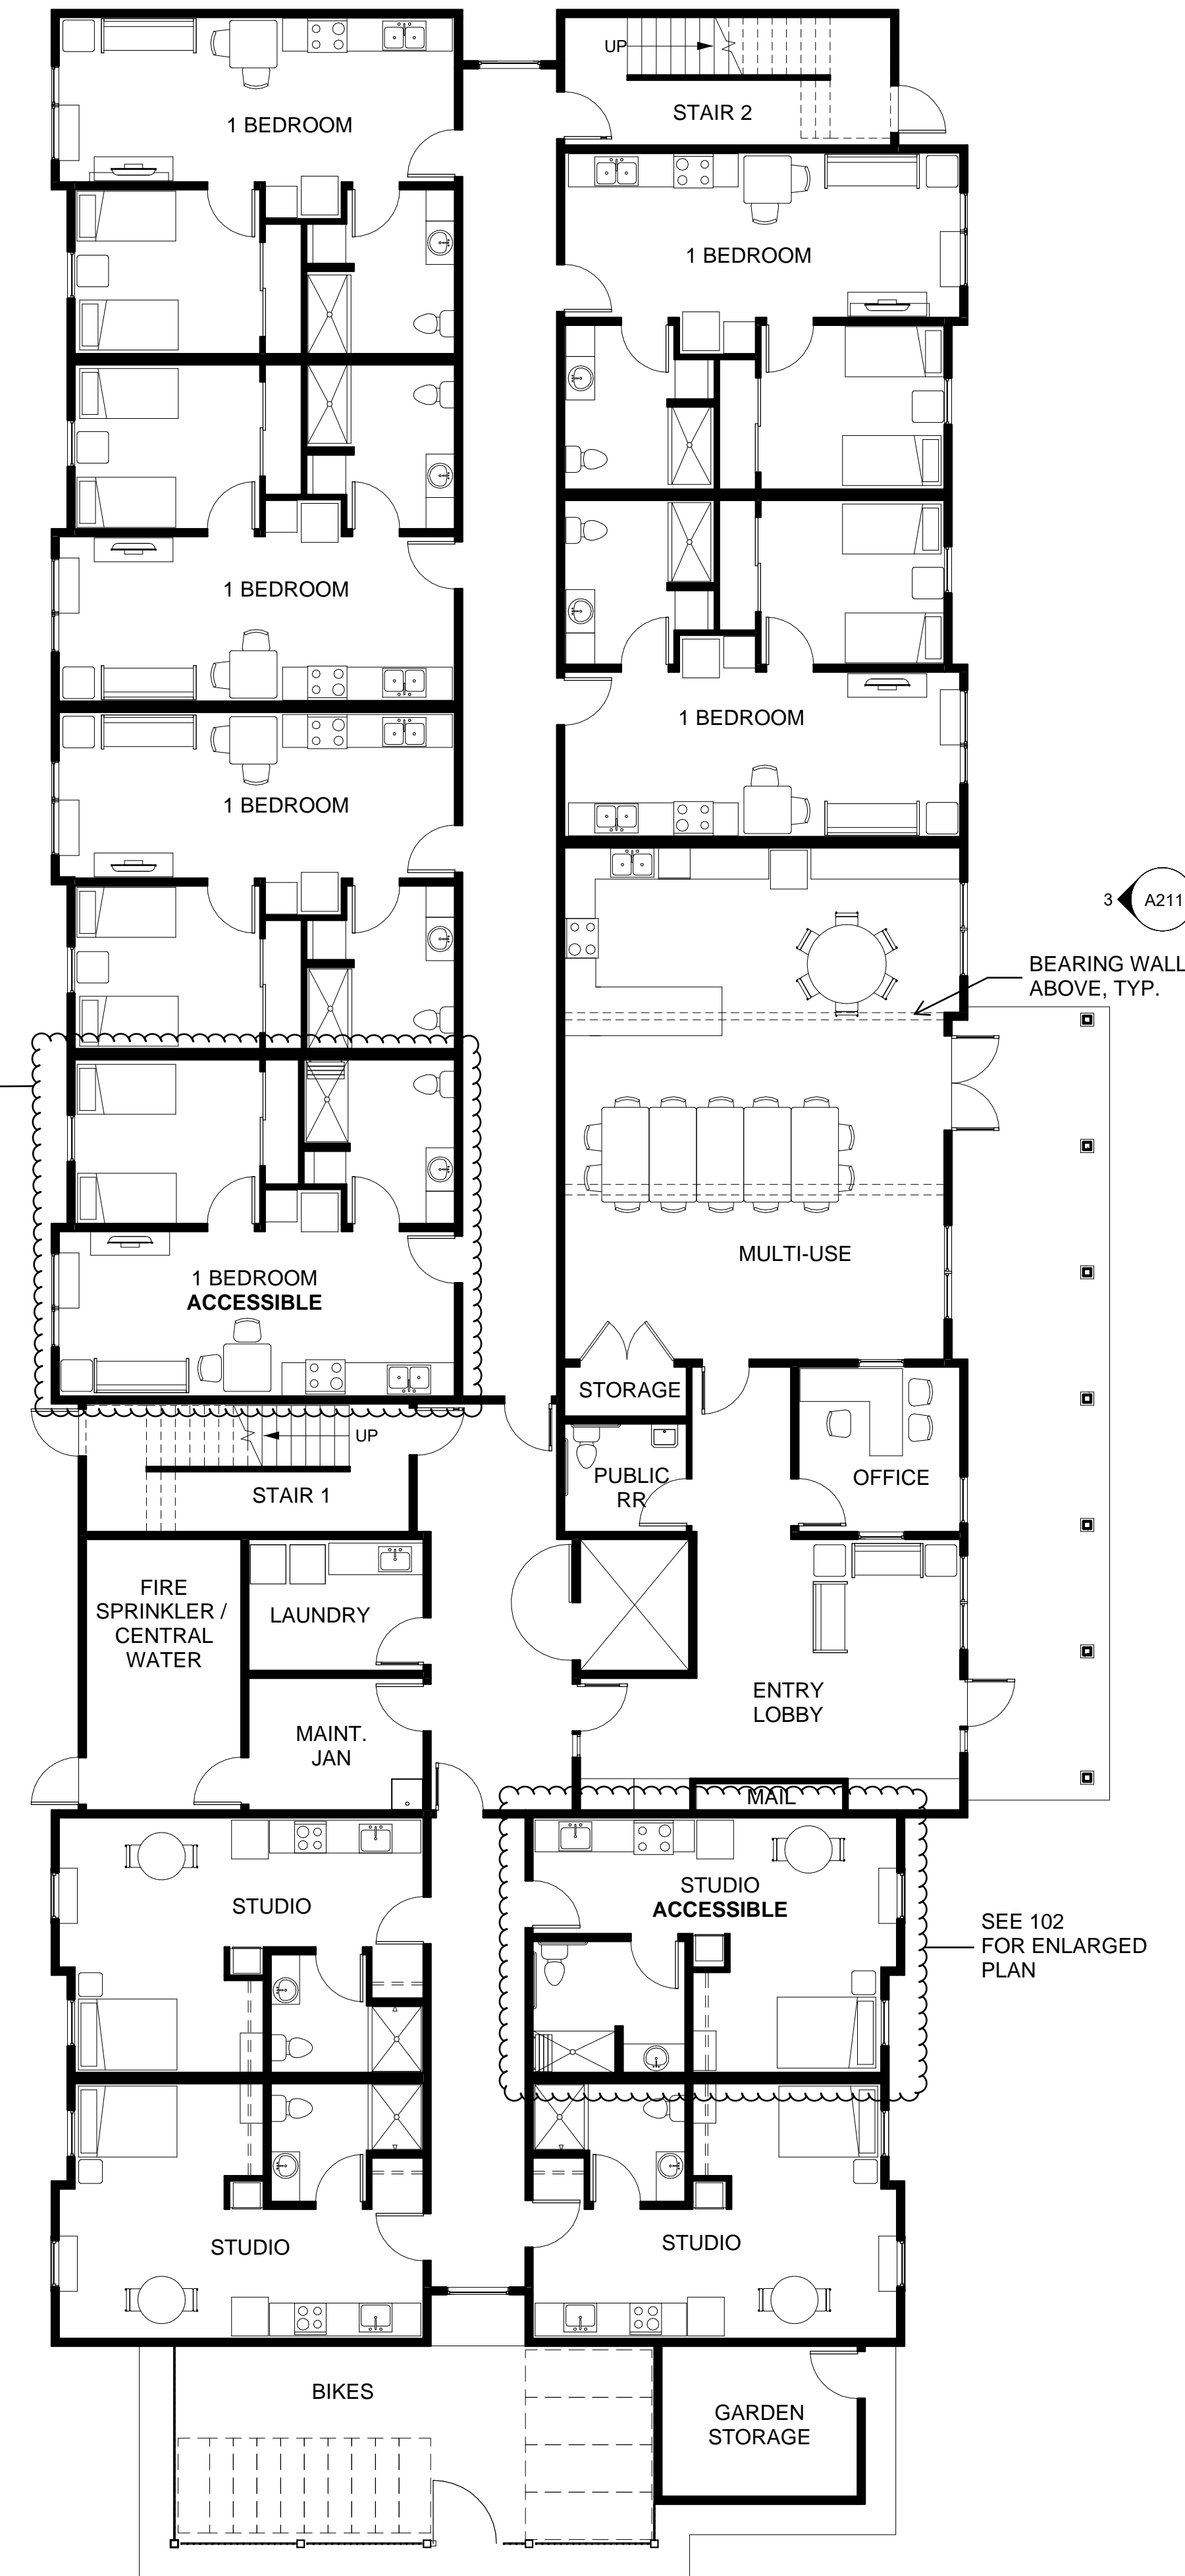 UP
STAIR 2
1 BEDROOM
1 BEDROOM
1 BEDROOM
1 BEDROOM
1 BEDROOM
3
A211
BEARING WALL
ABOVE, TYP.
MULTI-USE
1 BEDROOM
ACCESSIBLE
STORAGE
UP
STAIR 1
PUBLIC
RR
OFFICE
FIRE
SPRINKLER /
CENTRAL
WATER
LAUNDRY
ENTRY
LOBBY
MAINT.
JAN
MAIL
STUDIO
STUDIO
ACCESSIBLE
SEE 102
FOR ENLARGED
PLAN
STUDIO
STUDIO
BIKES
GARDEN
STORAGE